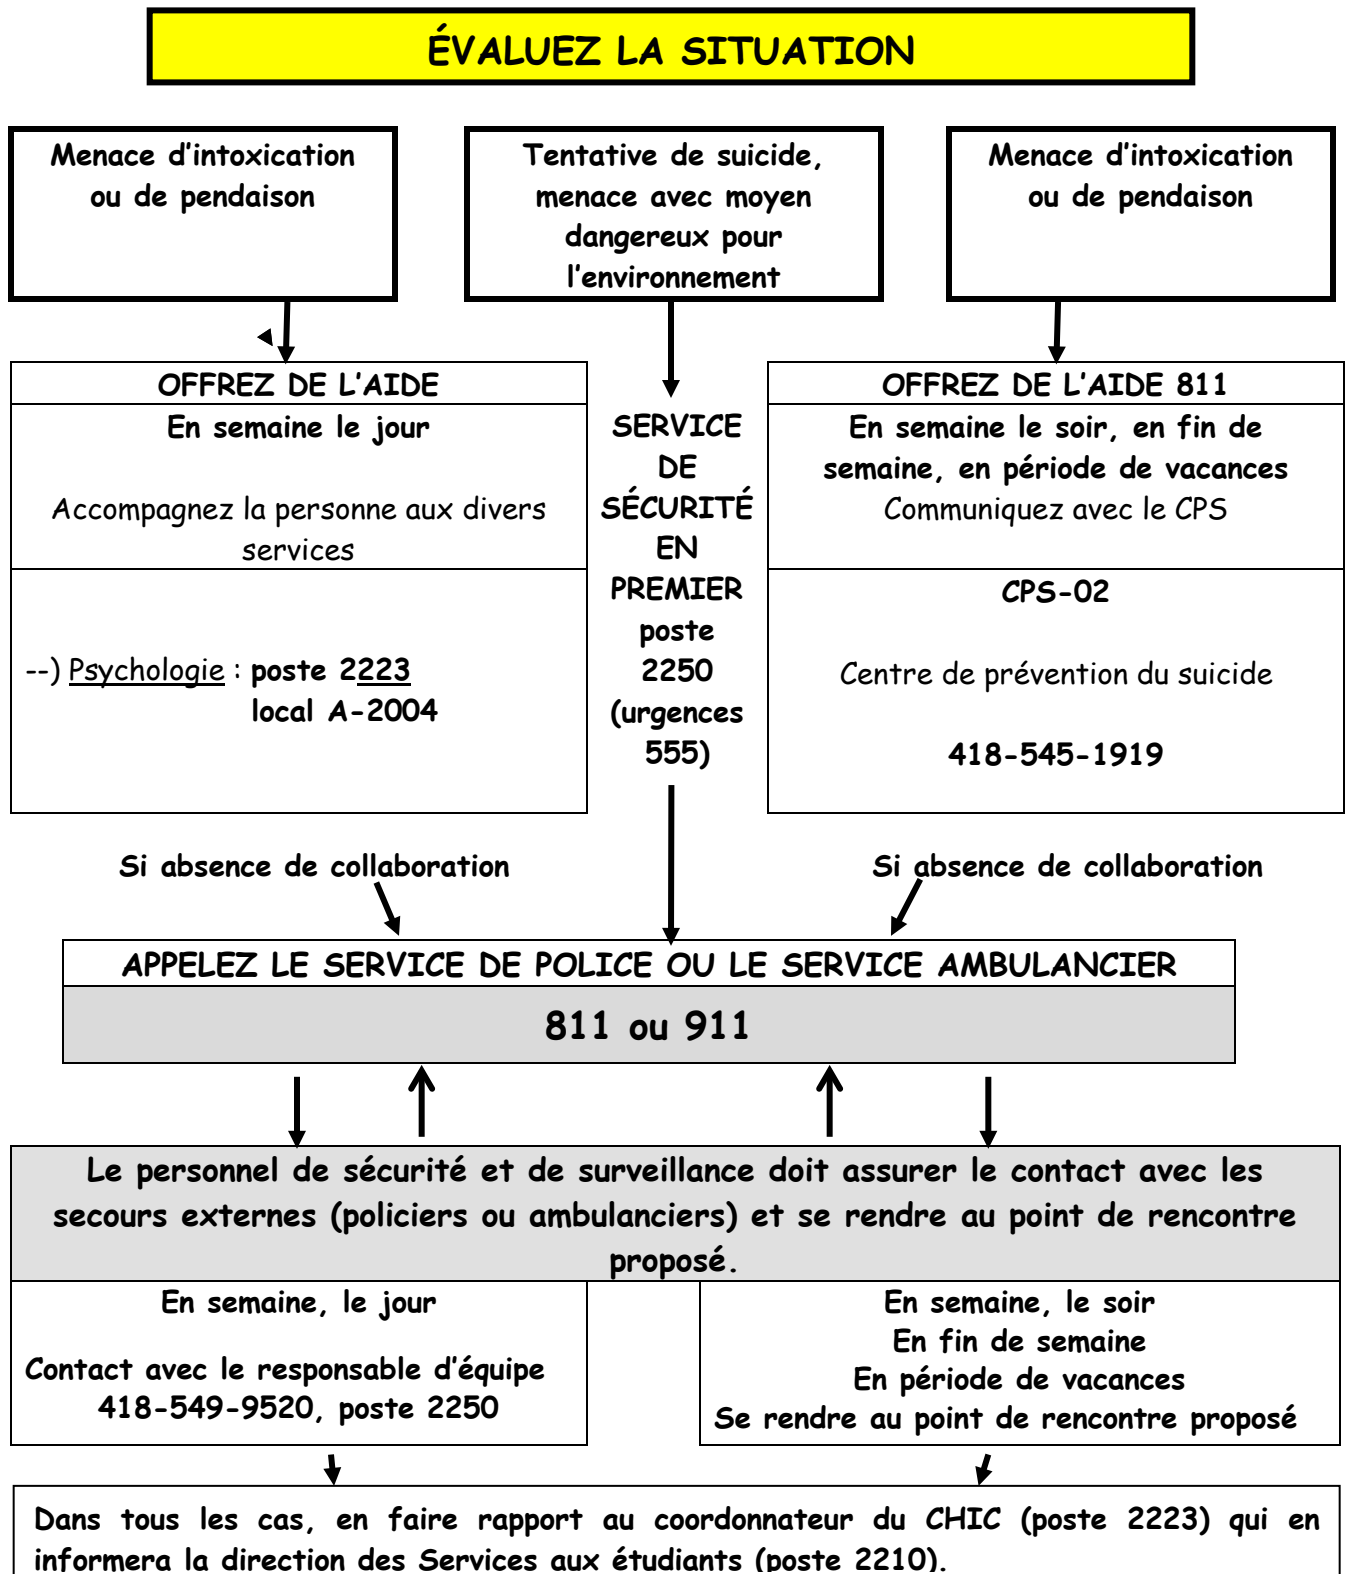 ÉVALUEZ LA SITUATION
Menace d'intoxication
ou de pendaison
Tentative de suicide,
menace avec moyen
dangereux pour
l'environnement
Menace d'intoxication
ou de pendaison
OFFREZ DE L'AIDE
En semaine le jour
Accompagnez la personne aux divers
services
--) Psychologie : poste 2223
local A-2004
SERVICE
DE
SÉCURITÉ
EN
PREMIER
poste
2250
(urgences
555)
OFFREZ DE L'AIDE 811
En semaine le soir, en fin de
semaine, en période de vacances
Communiquez avec le CPS
CPS-02
Centre de prévention du suicide
418-545-1919
Si absence de collaboration
Si absence de collaboration
APPELEZ LE SERVICE DE POLICE OU LE SERVICE AMBULANCIER
811 ou 911
Le personnel de sécurité et de surveillance doit assurer le contact avec les
secours externes (policiers ou ambulanciers) et se rendre au point de rencontre
proposé.
En semaine, le jour
Contact avec le responsable d'équipe
418-549-9520, poste 2250
En semaine, le soir
En fin de semaine
En période de vacances
Se rendre au point de rencontre proposé
Dans tous les cas, en faire rapport au coordonnateur du CHIC (poste 2223) qui en
informera la direction des Services aux étudiants (poste 2210).